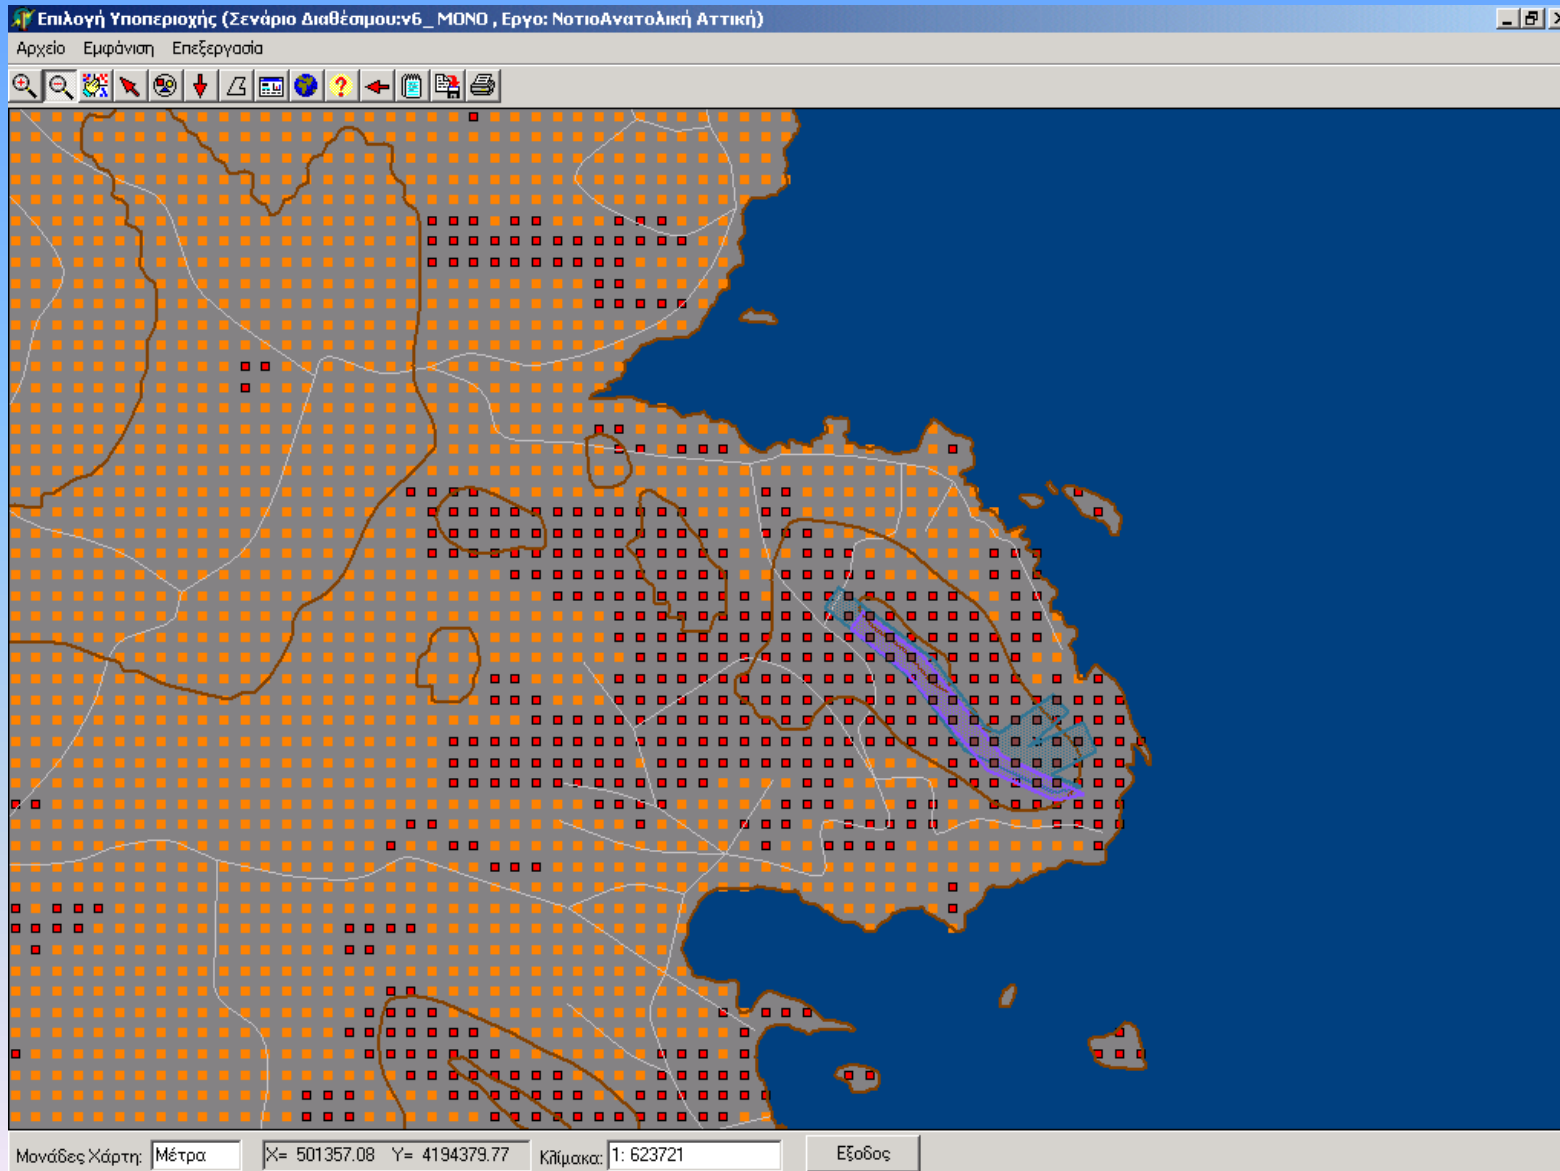 Επιλογή Υποπεριοχής (Σενάριο Διαθέσιμου:v6_ ΜΟΝΟ , Εργο: ΝοτιοΑνατολική Αττική)
Αρχείο Εμφάνιση Επεξεργασία
Μονάδες Χάρτη: Μέτρα X= 501357.08 Y= 4194379.77 Κλίμακα: 1: 623721 Εξοδος